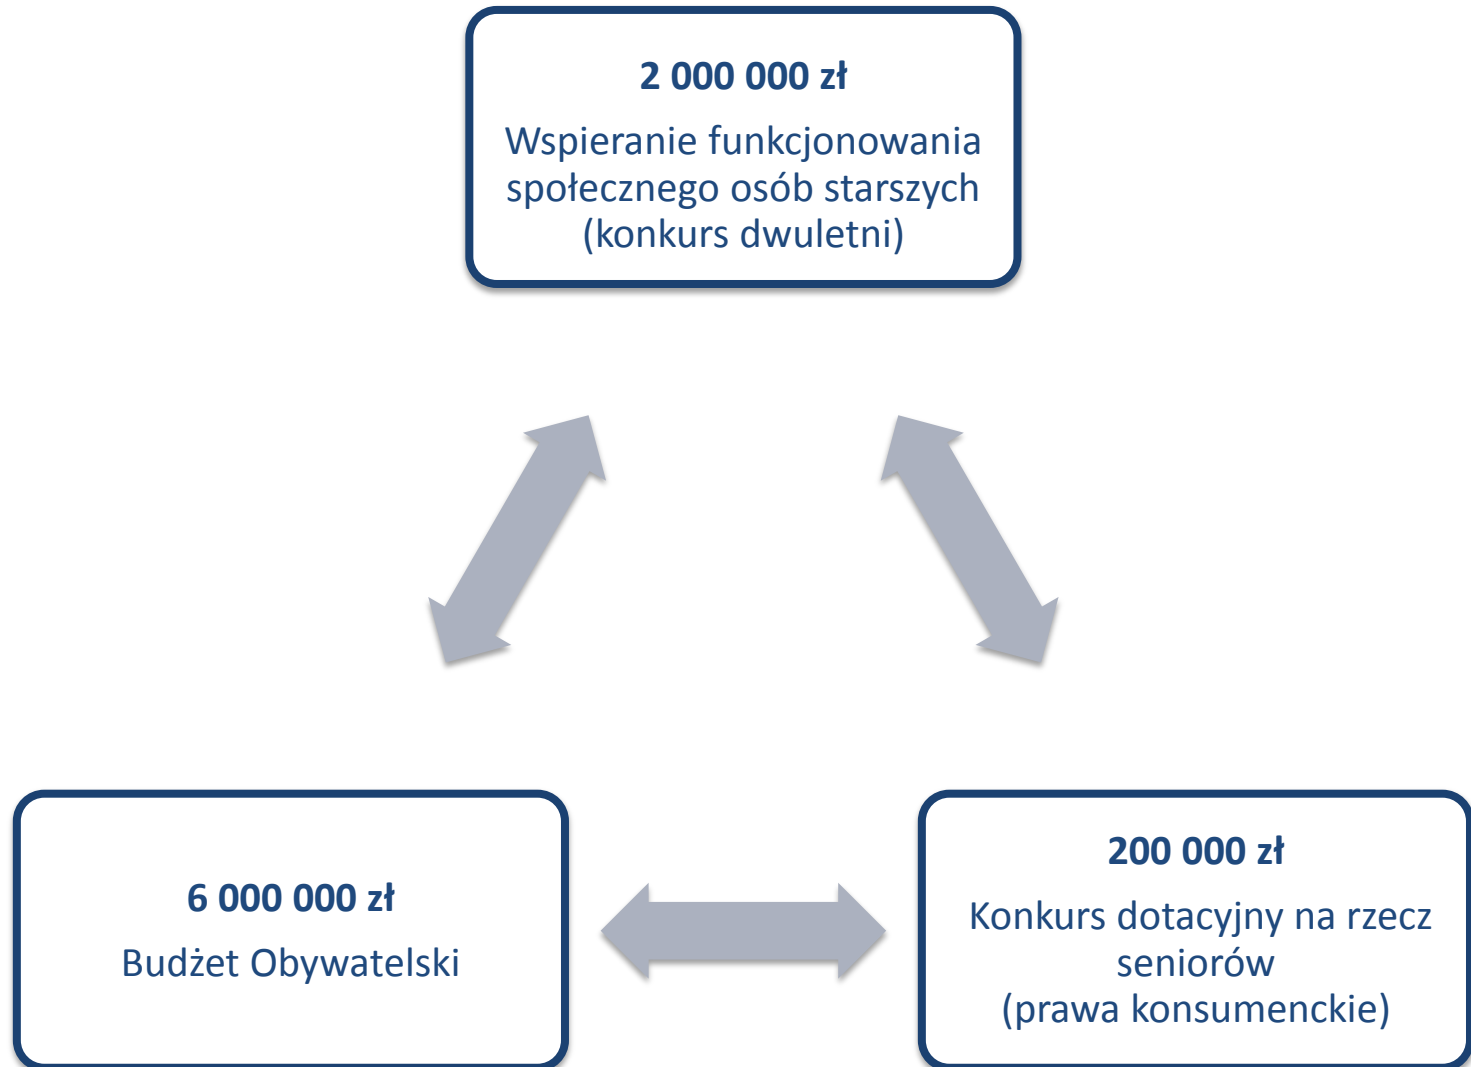 2 000 000 zł
Wspieranie funkcjonowania
społecznego osób starszych
(konkurs dwuletni)
6 000 000 zł
Budżet Obywatelski
200 000 zł
Konkurs dotacyjny na rzecz
seniorów
(prawa konsumenckie)